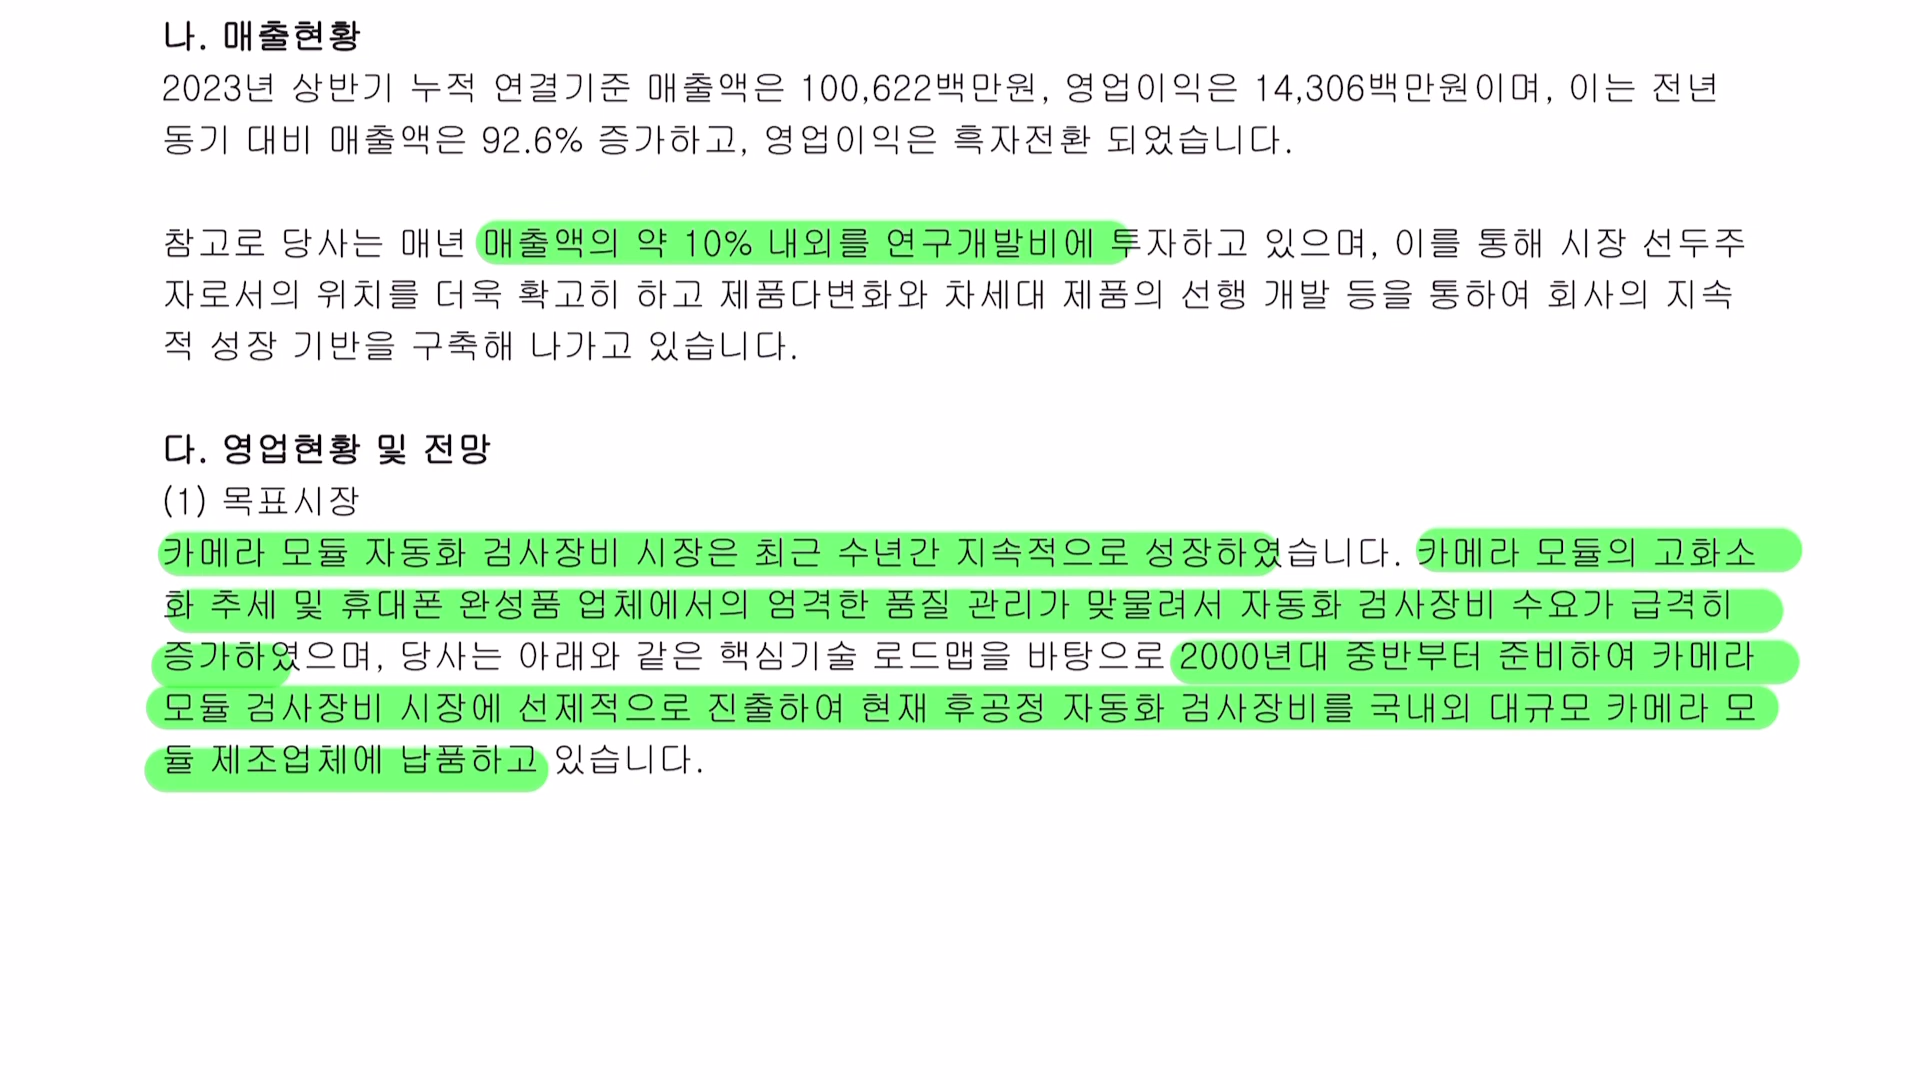 나. 매출현황
2023년 상반기 누적 연결기준 매출액은 100,622백만원, 영업이익은 14,306백만원이며, 이는 전년
동기 대비 매출액은 92.6% 증가하고, 영업이익은 흑자전환 되었습니다.
참고로 당사는 매년 매출액의 약 10% 내외를 연구개발비에 투자하고 있으며, 이를 통해 시장 선두주
자로서의 위치를 더욱 확고히 하고 제품다변화와 차세대 제품의 선행 개발 등을 통하여 회사의 지속
적 성장 기반을 구축해 나가고 있습니다.
다. 영업현황 및 전망
(1) 목표시장
카메라 모듈 자동화 검사장비 시장은 최근 수년간 지속적으로 성장하였습니다. 카메라 모듈의 고화소
화 추세 및 휴대폰 완성품 업체에서의 엄격한 품질 관리가 맞물려서 자동화 검사장비 수요가 급격히
증가하였으며, 당사는 아래와 같은 핵심기술 로드맵을 바탕으로 2000년대 중반부터 준비하여 카메라
모듈 검사장비 시장에 선제적으로 진출하여 현재 후공정 자동화 검사장비를 국내외 대규모 카메라 모
듈 제조업체에 납품하고 있습니다.